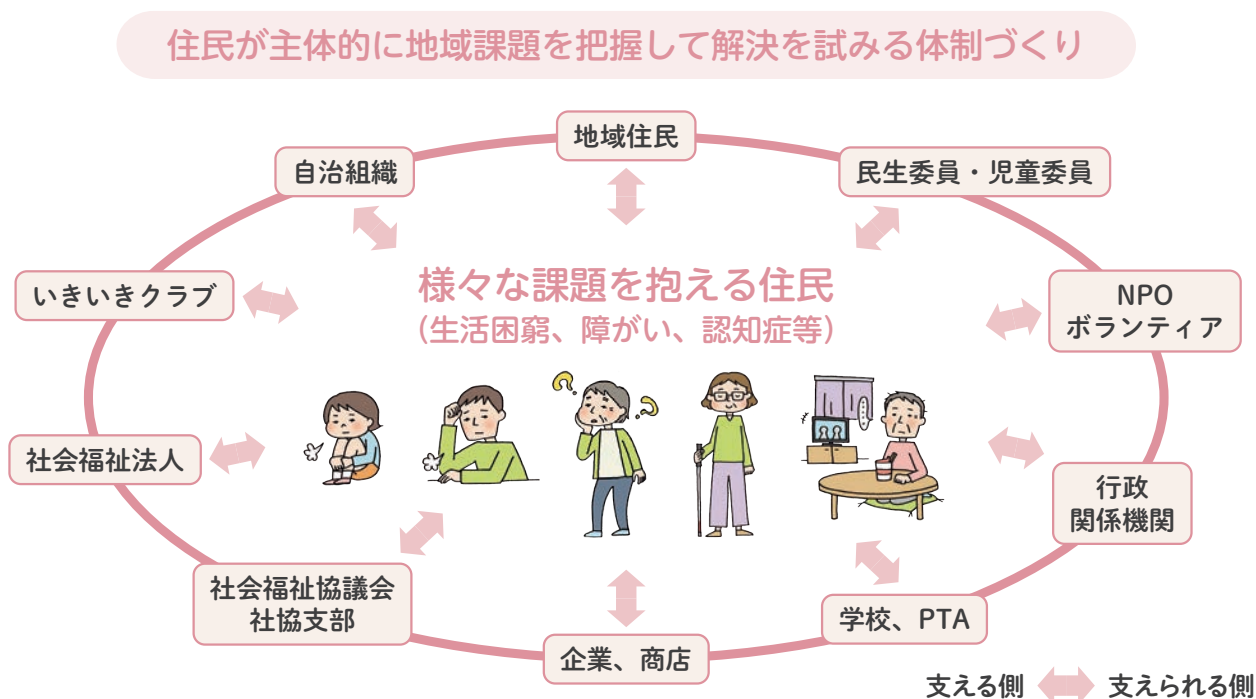 住民が主体的に地域課題を把握して解決を試みる体制づくり
地域住民
自治組織
民生委員・児童委員
いきいきクラブ
様々な課題を抱える住民
(生活困窮、障がい、認知症等)
NPO
ボランティア
社会福祉法人
行政
関係機関
社会福祉協議会
社協支部
学校、PTA
企業、商店
支える側
支えられる側